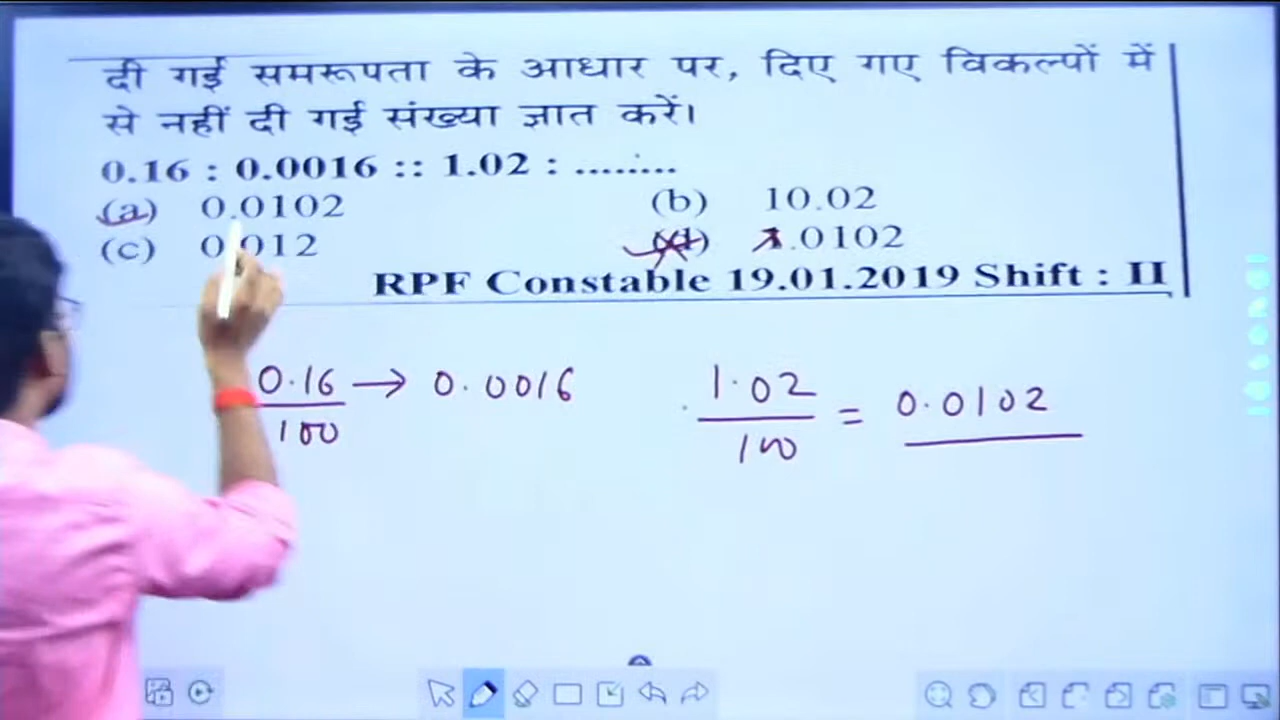 दी गई समरूपता के आधार पर, दिए गए विकल्पों में
से नहीं दी गई संख्या ज्ञात करें।
0.16 : 0.0016 :: 1.02 : ........
(a) 0.0102 (b) 10.02
(c) 0.012 (d) 1.0102
RPF Constable 19.01.2019 Shift : II
0.16 → 0.0016
100
1.02 = 0.0102
100